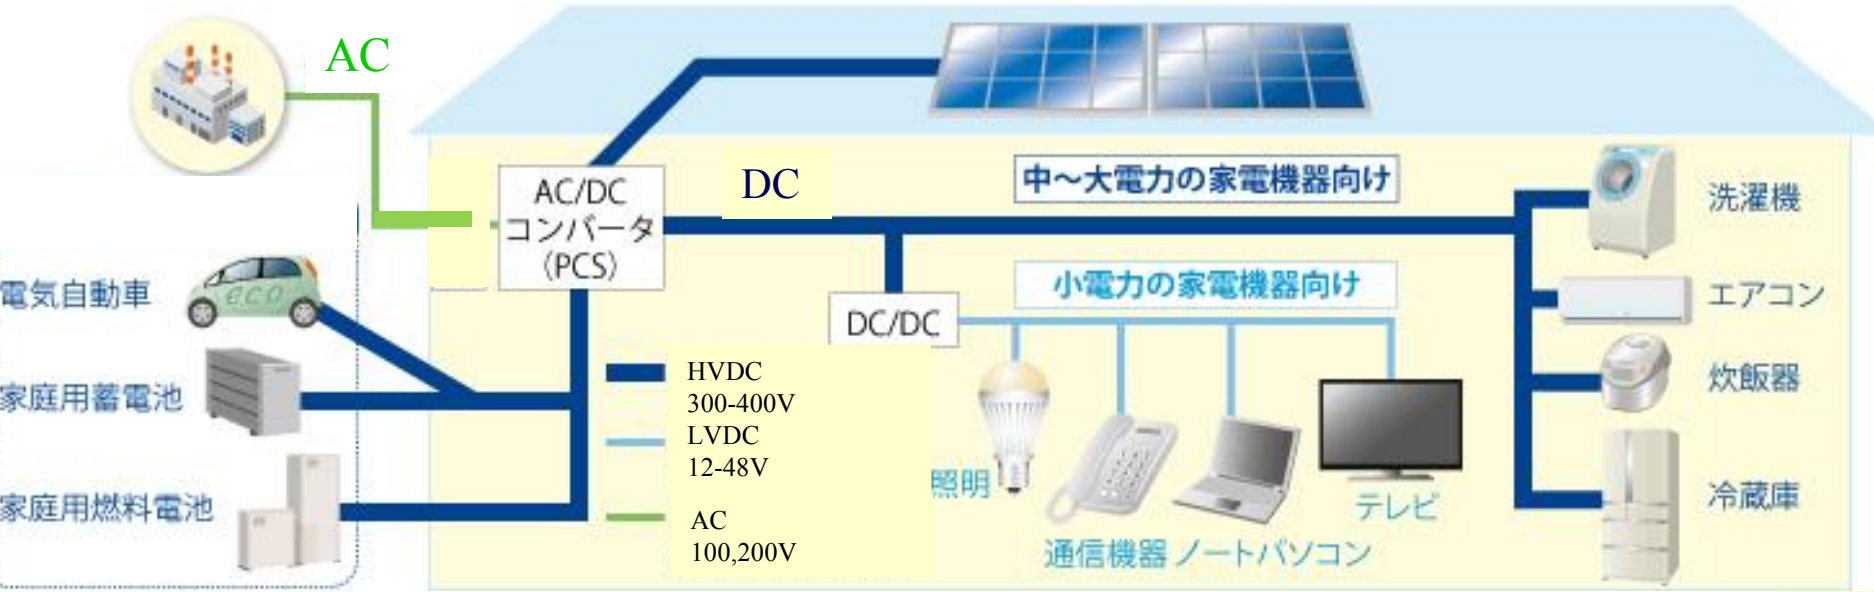 AC
AC/DC
コンバータ
(PCS)
DC
中～大電力の家電機器向け
洗濯機
電気自動車
eco
小電力の家電機器向け
エアコン
DC/DC
家庭用蓄電池
HVDC
300-400V
LVDC
12-48V
炊飯器
照明
家庭用燃料電池
AC
100,200V
テレビ
冷蔵庫
通信機器
ノートパソコン